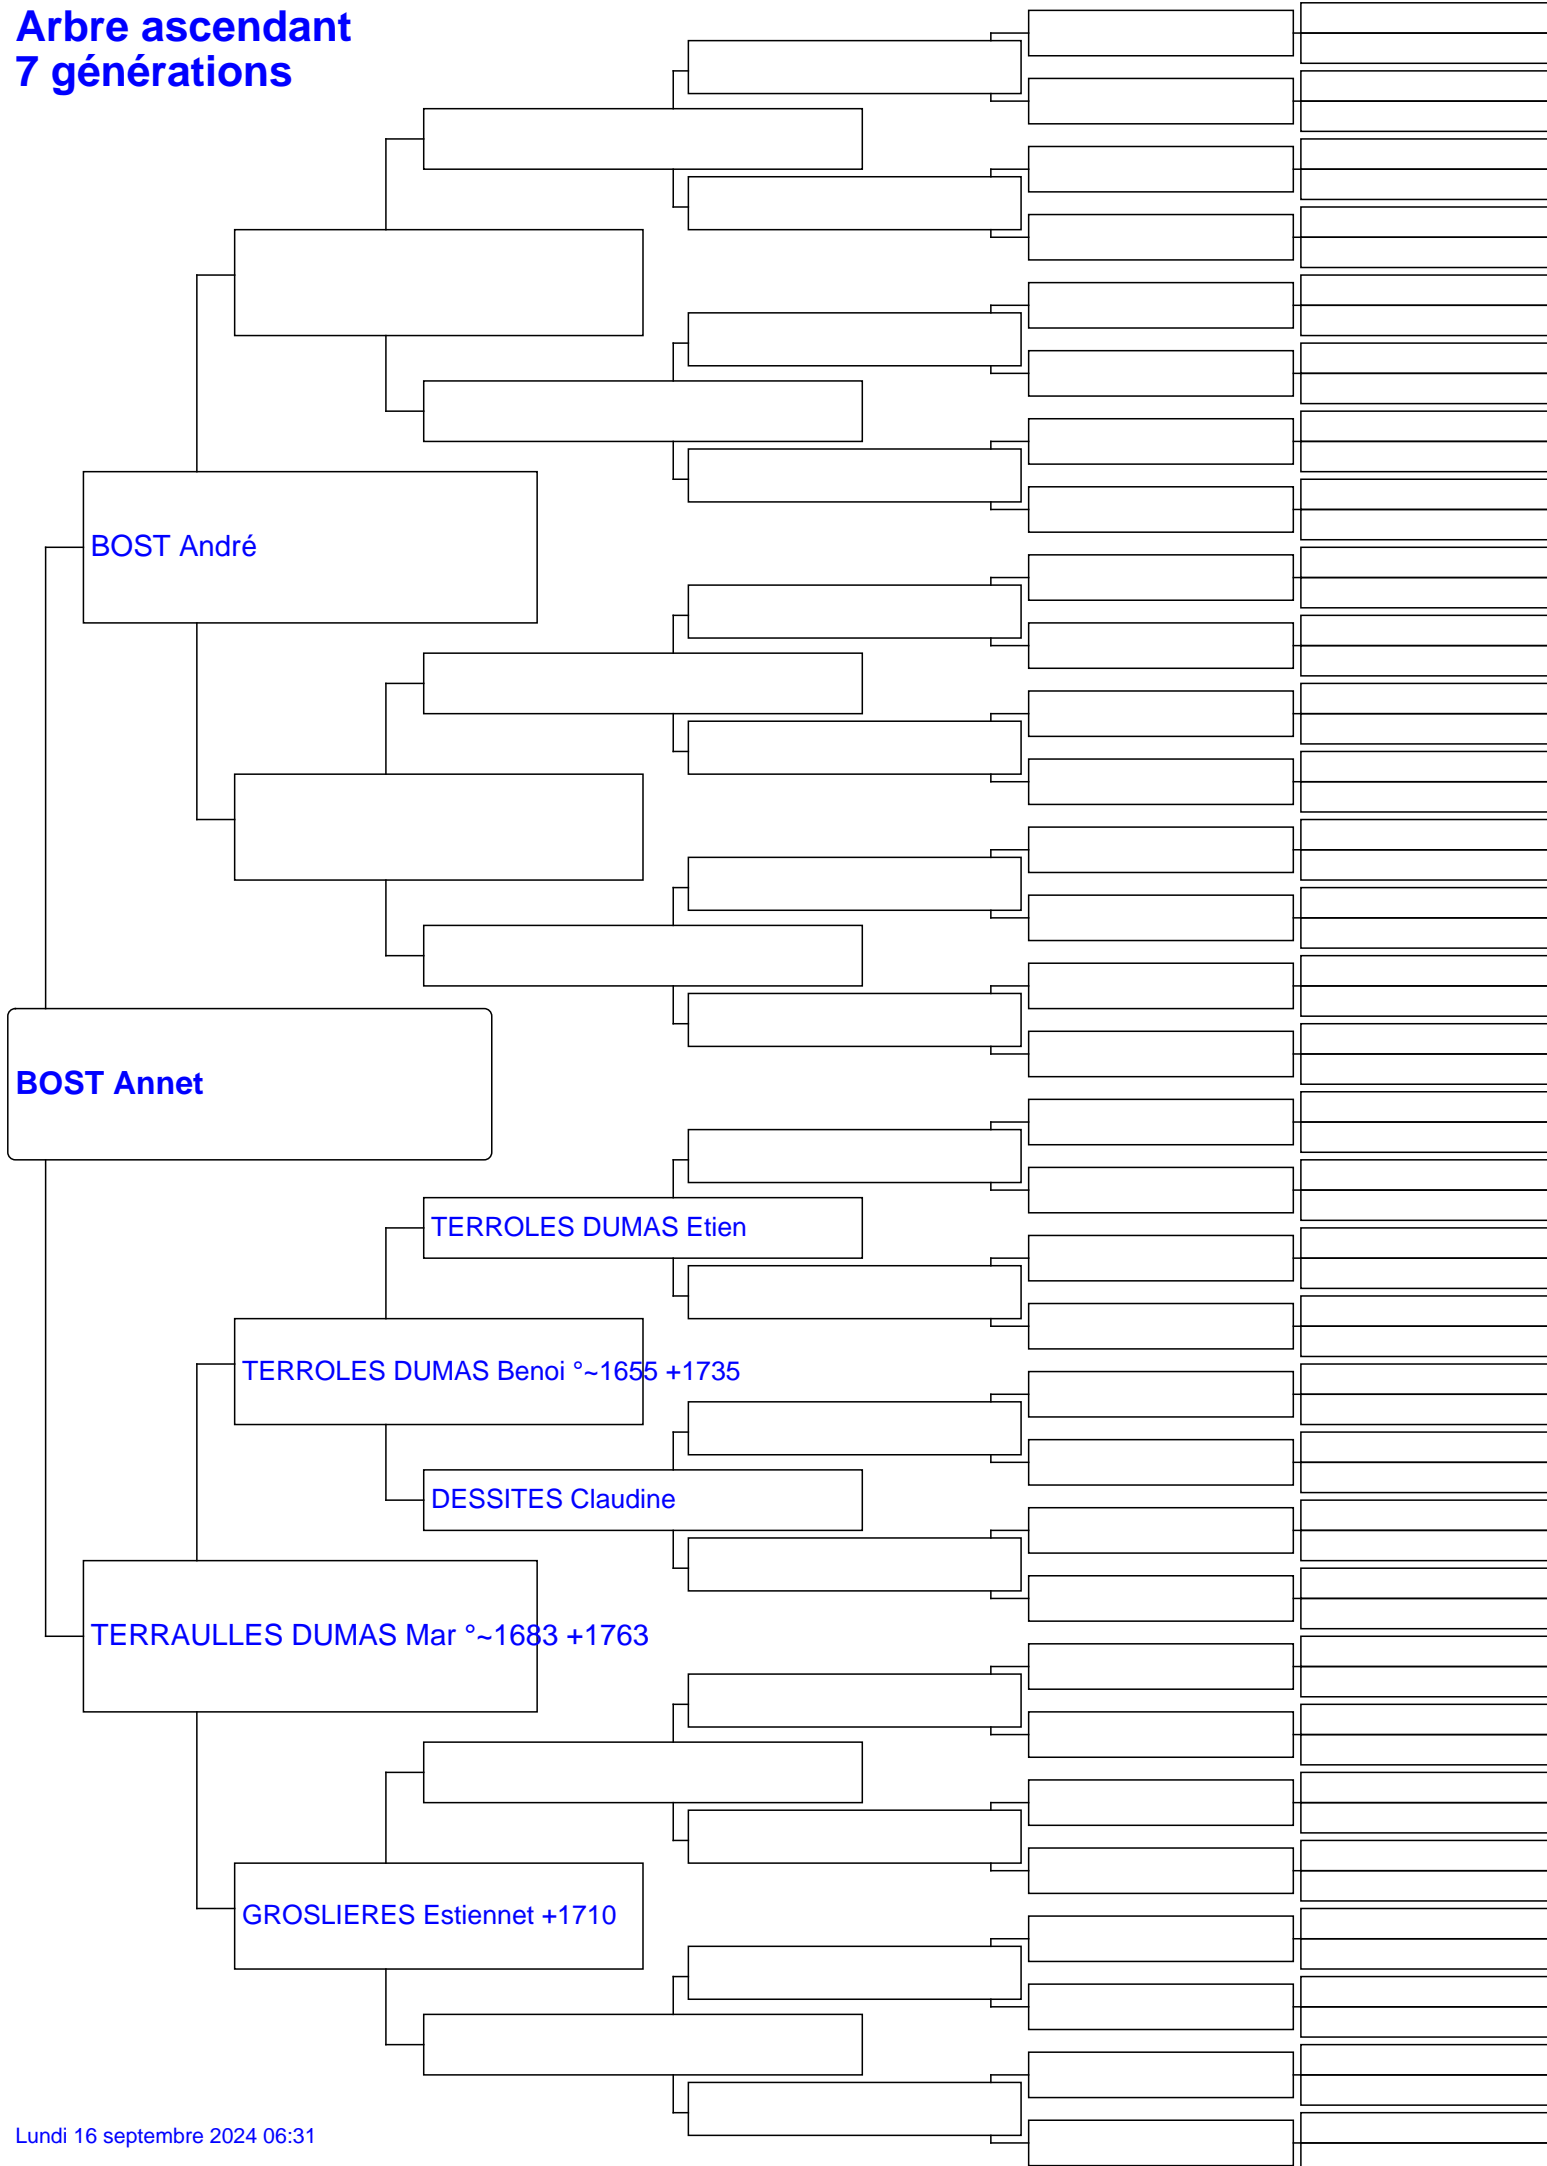 Arbre ascendant
7 générations
BOST André
BOST Annet
TERROLES DUMAS Etien
TERROLES DUMAS Benoi °~1655 +1735
DESSITES Claudine
TERRAULLES DUMAS Mar °~1683 +1763
GROSLIERES Estiennet +1710
Lundi 16 septembre 2024 06:31